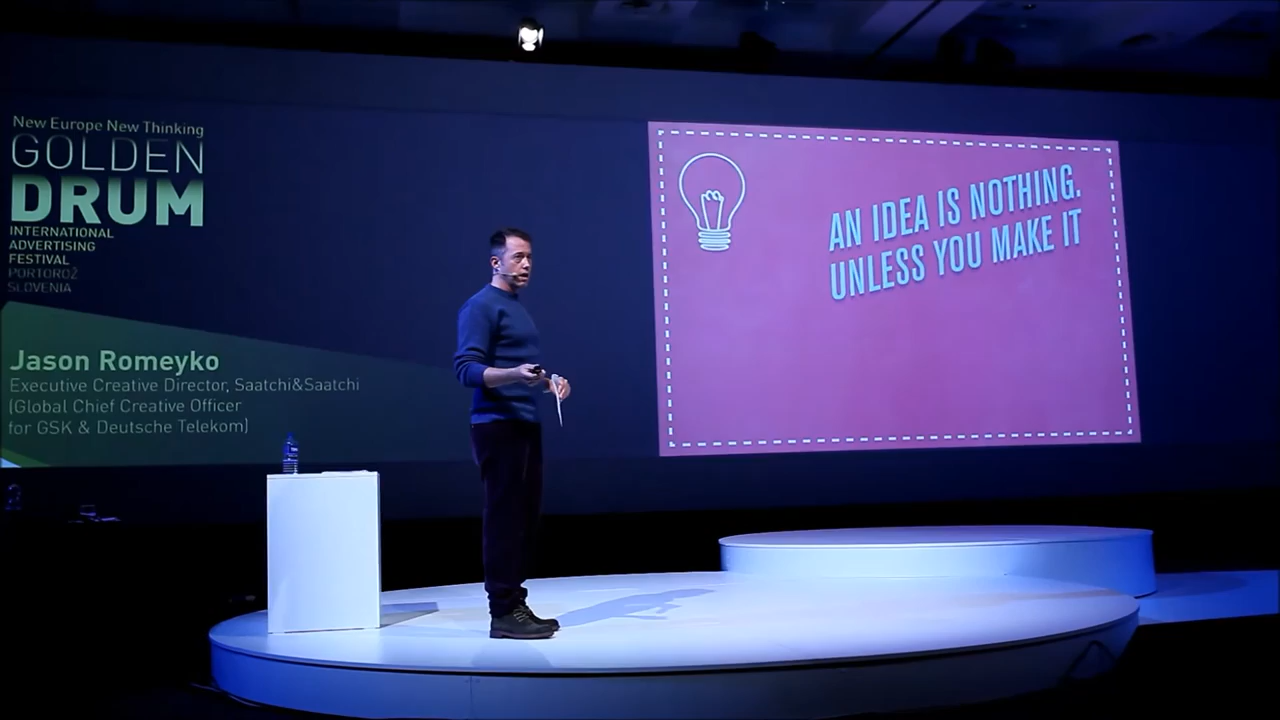 New Europe New Thinking
GOLDEN
DRUM
INTERNATIONAL
ADVERTISING
FESTIVAL
PORTOROŽ
SLOVENIA
Jason Romeyko
Executive Creative Director, Saatchi&Saatchi
(Global Chief Creative Officer
for GSK & Deutsche Telekom)
AN IDEA IS NOTHING.
UNLESS YOU MAKE IT